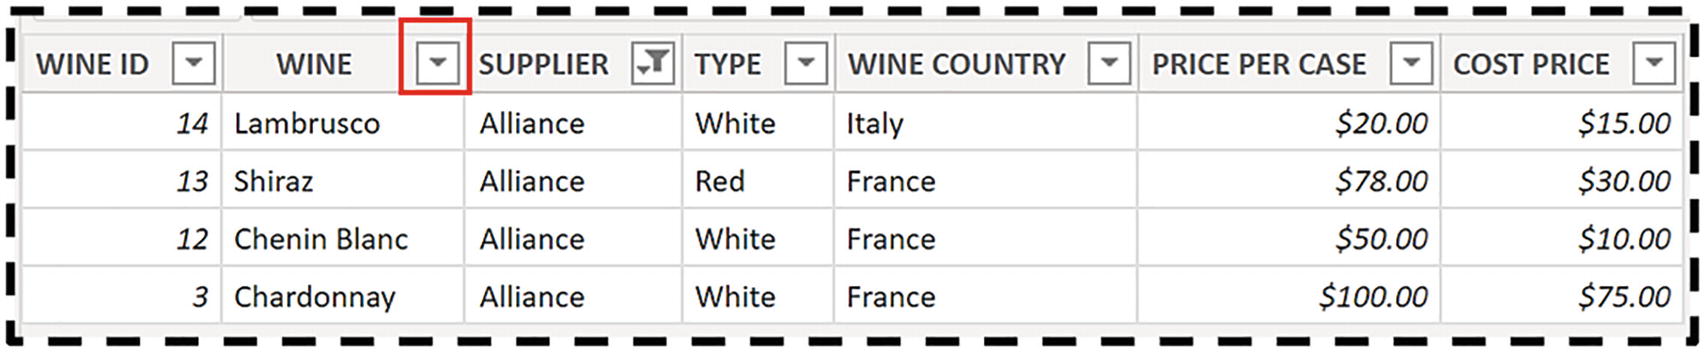 WINE ID WINE SUPPLIER TYPE WINE COUNTRY PRICE PER CASE COST PRICE
14 Lambrusco Alliance White Italy $20.00 $15.00
13 Shiraz Alliance Red France $78.00 $30.00
12 Chenin Blanc Alliance White France $50.00 $10.00
3 Chardonnay Alliance White France $100.00 $75.00